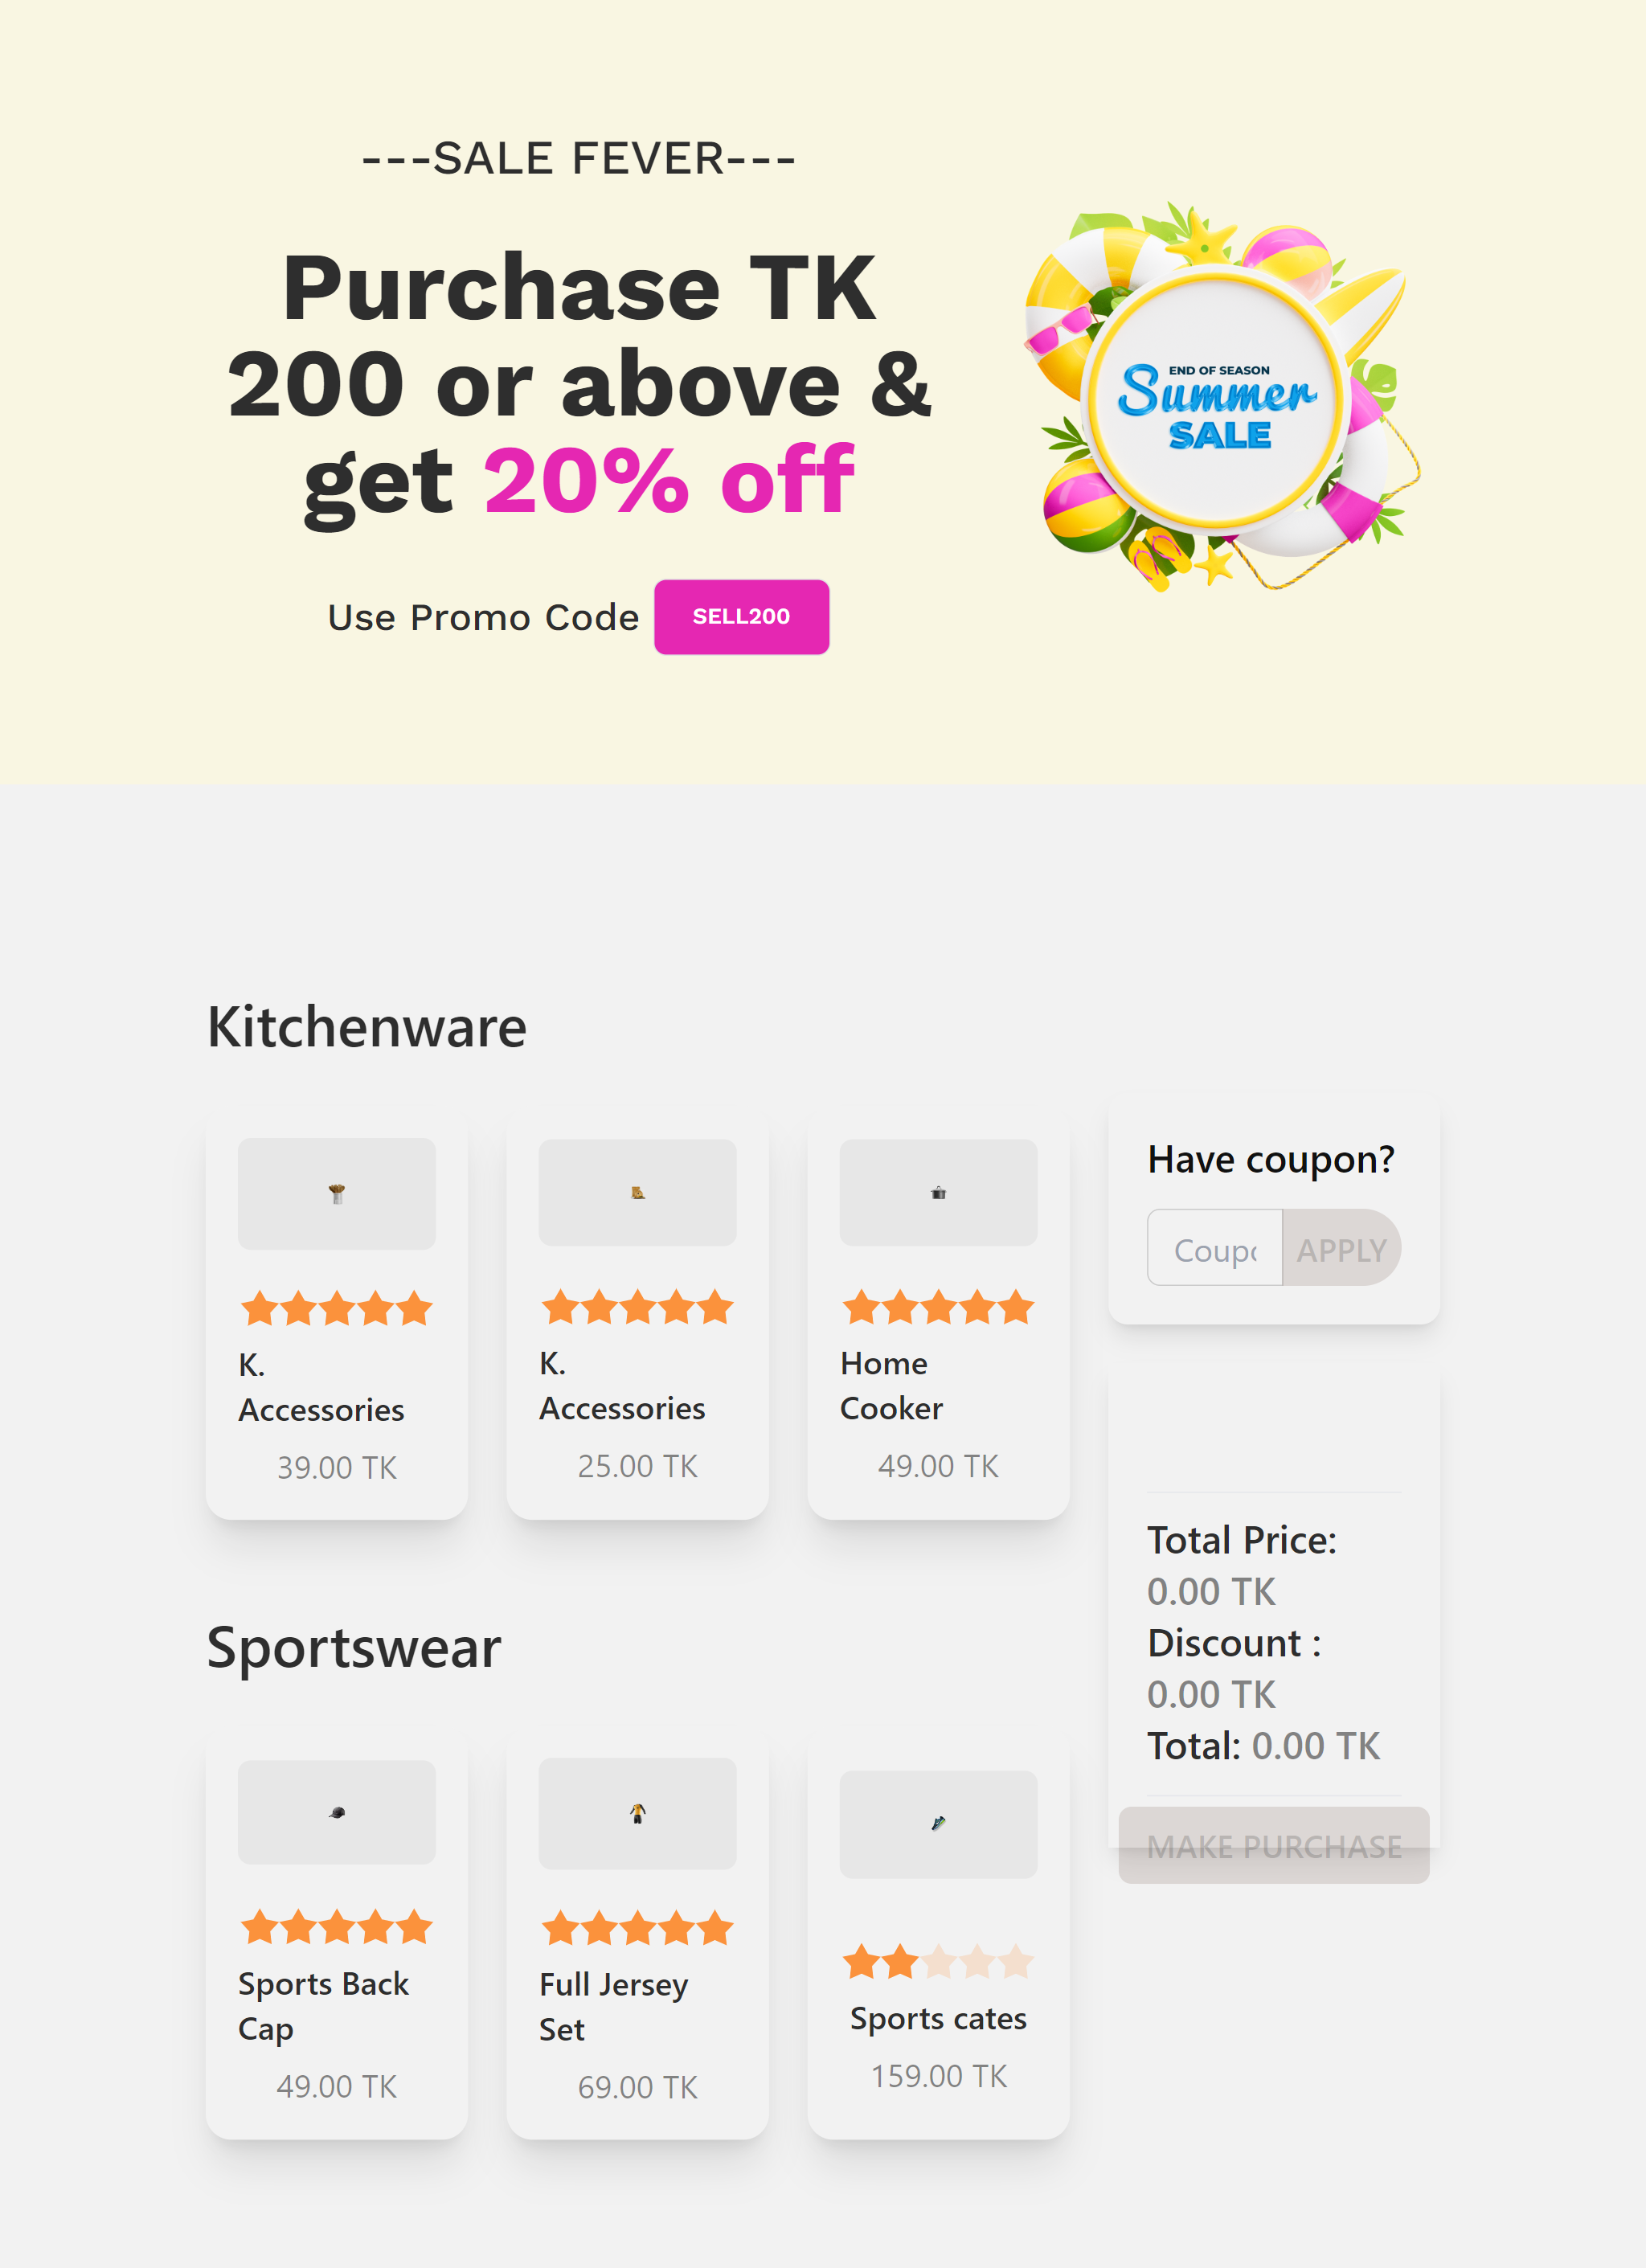 ---SALE FEVER---
Purchase TK
200 or above &
get 20% off
Use Promo Code SELL200
END OF SEASON
Summer
SALE
Kitchenware
K.
Accessories
39.00 TK
K.
Accessories
25.00 TK
Home
Cooker
49.00 TK
Sportswear
Sports Back
Cap
49.00 TK
Full Jersey
Set
69.00 TK
Sports cates
159.00 TK
Have coupon?
Coupo APPLY
Total Price:
0.00 TK
Discount :
0.00 TK
Total: 0.00 TK
MAKE PURCHASE